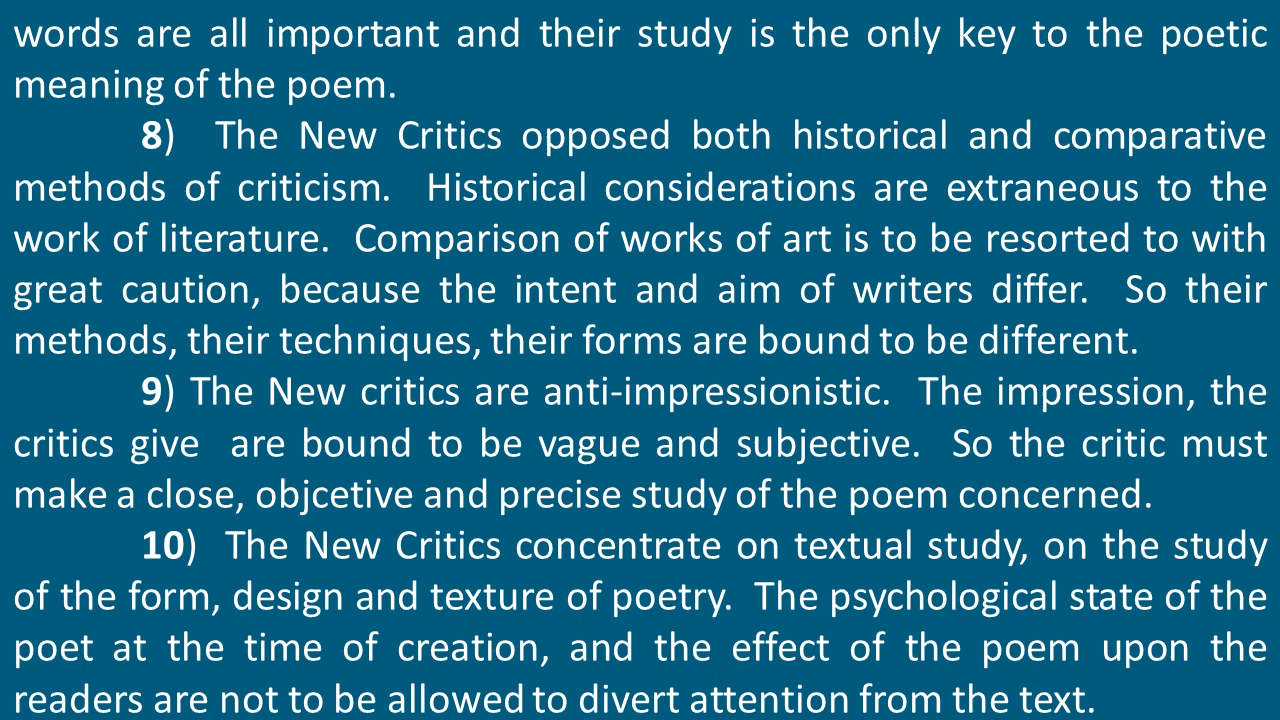 words are all important and their study is the only key to the poetic
meaning of the poem.
8) The New Critics opposed both historical and comparative
methods of criticism. Historical considerations are extraneous to the
work of literature. Comparison of works of art is to be resorted to with
great caution, because the intent and aim of writers differ. So their
methods, their techniques, their forms are bound to be different.
9) The New critics are anti-impressionistic. The impression, the
critics give are bound to be vague and subjective. So the critic must
make a close, objcetive and precise study of the poem concerned.
10) The New Critics concentrate on textual study, on the study
of the form, design and texture of poetry. The psychological state of the
poet at the time of creation, and the effect of the poem upon the
readers are not to be allowed to divert attention from the text.